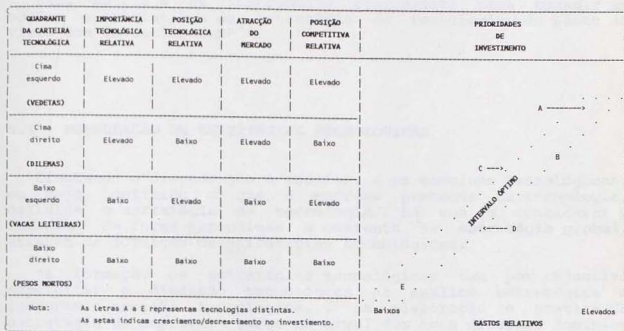 QUADRANTE DA CARTEIRA TECNOLÓGICA
IMPORTÂNCIA TECNOLÓGICA RELATIVA
POSIÇÃO TECNOLÓGICA RELATIVA
ATRACÇÃO DO MERCADO
POSIÇÃO COMPETITIVA RELATIVA
PRIORIDADES DE INVESTIMENTO
Cima esquerdo (VEDETAS)
Elevado Elevado Elevado Elevado
Cima direito (DILEMAS)
Elevado Baixo Elevado Baixo
Baixo esquerdo (VACAS LEITEIRAS)
Baixo Elevado Baixo Elevado
Baixo direito (PESOS MORTOS)
Baixo Baixo Baixo Baixo
A
B
C
INTERVALO ÓPTIMO
D
E
Baixos Elevados
GASTOS RELATIVOS
Nota: As letras A a E representam tecnologias distintas.
As setas indicam crescimento/decrescimento no investimento.